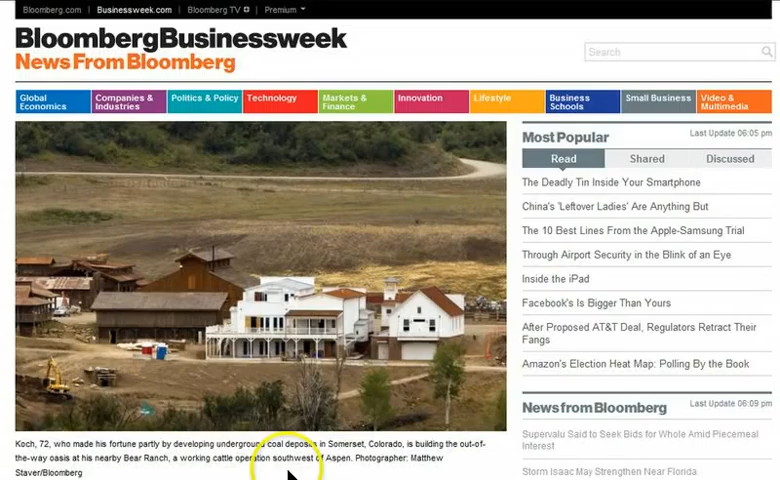 Bloomberg.com | Businessweek.com | Bloomberg TV | Premium
BloombergBusinessweek
News From Bloomberg
Search
Global
Economics
Companies &
Industries
Politics & Policy
Technology
Markets &
Finance
Innovation
Lifestyle
Business
Schools
Small Business
Video &
Multimedia
Koch, 72, who made his fortune partly by developing underground coal deposits in Somerset, Colorado, is building the out-of-
the-way oasis at his nearby Bear Ranch, a working cattle operation southwest of Aspen. Photographer: Matthew
Staver/Bloomberg
Most Popular
Last Update 06:05 pm
Read
Shared
Discussed
The Deadly Tin Inside Your Smartphone
China's 'Leftover Ladies' Are Anything But
The 10 Best Lines From the Apple-Samsung Trial
Through Airport Security in the Blink of an Eye
Inside the iPad
Facebook's Is Bigger Than Yours
After Proposed AT&T Deal, Regulators Retract Their
Fangs
Amazon's Election Heat Map: Polling By the Book
News from Bloomberg
Last Update 06:09 pm
Supervalu Said to Seek Bids for Whole Amid Piecemeal
Interest
Storm Isaac May Strengthen Near Florida